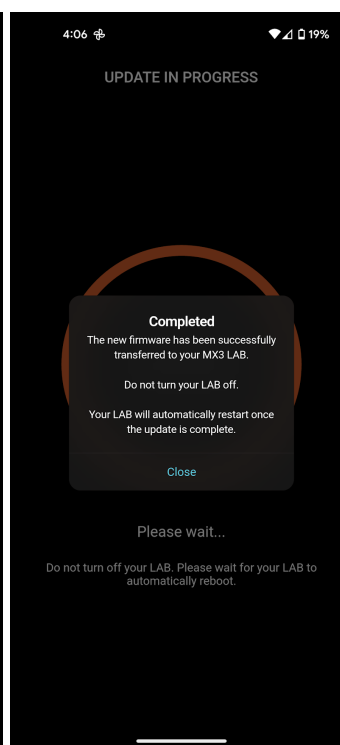 4:06 19%
UPDATE IN PROGRESS
Completed
The new firmware has been successfully
transferred to your MX3 LAB.
Do not turn your LAB off.
Your LAB will automatically restart once
the update is complete.
Close
Please wait...
Do not turn off your LAB. Please wait for your LAB to
automatically reboot.